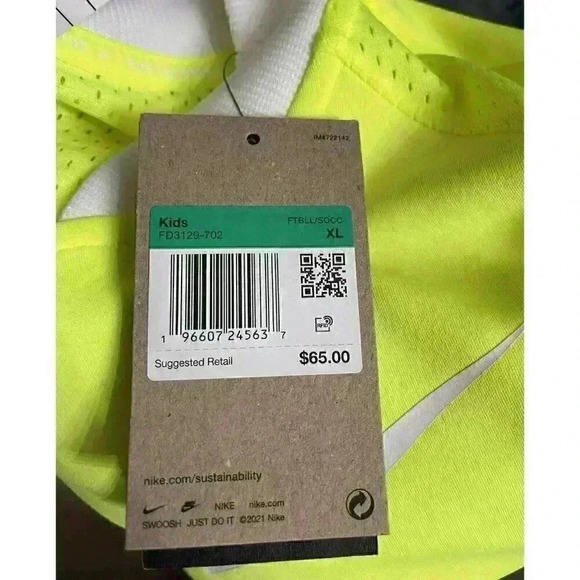 IM4722142
Kids FTBLL/SOCC
FD3129-702 XL
1 96607 24563 7
RFID
Suggested Retail $65.00
nike.com/sustainability
NIKE nike.com
SWOOSH JUST DO IT ©2021 Nike